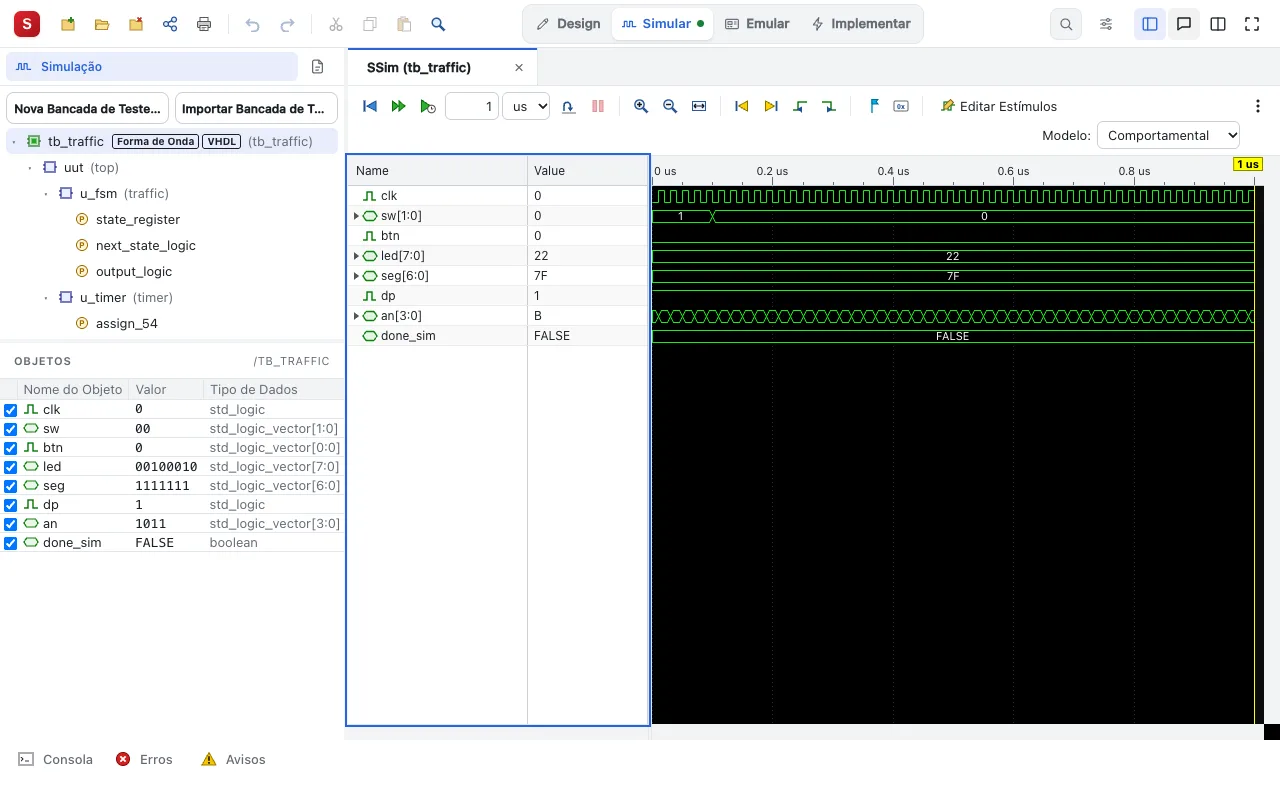 S
Design
Simular
Emular
Implementar
Simulação
SSim (tb_traffic)
Nova Bancada de Teste...
Importar Bancada de T...
1
us
Editar Estímulos
Modelo:
Comportamental
tb_traffic Forma de Onda VHDL (tb_traffic)
uut (top)
u_fsm (traffic)
P state_register
P next_state_logic
P output_logic
u_timer (timer)
P assign_54
OBJETOS /TB_TRAFFIC
Nome do Objeto Valor Tipo de Dados
clk 0 std_logic
sw 00 std_logic_vector[1:0]
btn 0 std_logic_vector[0:0]
led 00100010 std_logic_vector[7:0]
seg 1111111 std_logic_vector[6:0]
dp 1 std_logic
an 1011 std_logic_vector[3:0]
done_sim FALSE boolean
Name Value
clk 0
sw[1:0] 0
btn 0
led[7:0] 22
seg[6:0] 7F
dp 1
an[3:0] B
done_sim FALSE
1 us
0 us 0.2 us 0.4 us 0.6 us 0.8 us
1 0
22
7F
FALSE
Consola
Erros
Avisos
0x